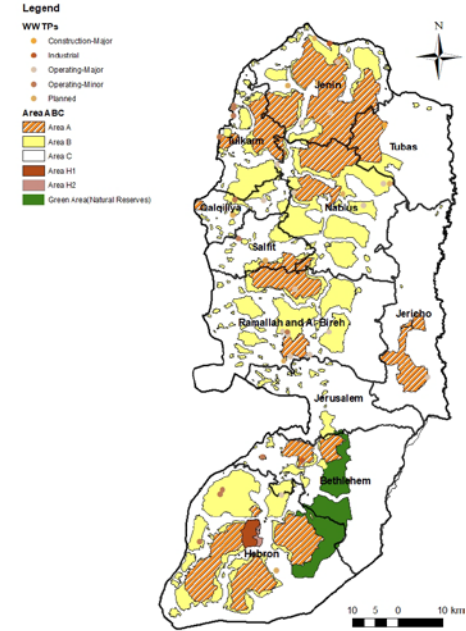 Legend
WWTPs
Construction-Major
Industrial
Operating-Major
Operating-Minor
Planned
Area ABC
Area A
Area B
Area C
Area H1
Area H2
Green Area(Natural Reserves)
N
Jenin
Tulkarm
Tubas
Qalqiliya
Nablus
Salfit
Jericho
Ramallah and Al-Bireh
Jerusalem
Bethlehem
Hebron
10 5 0 10 km